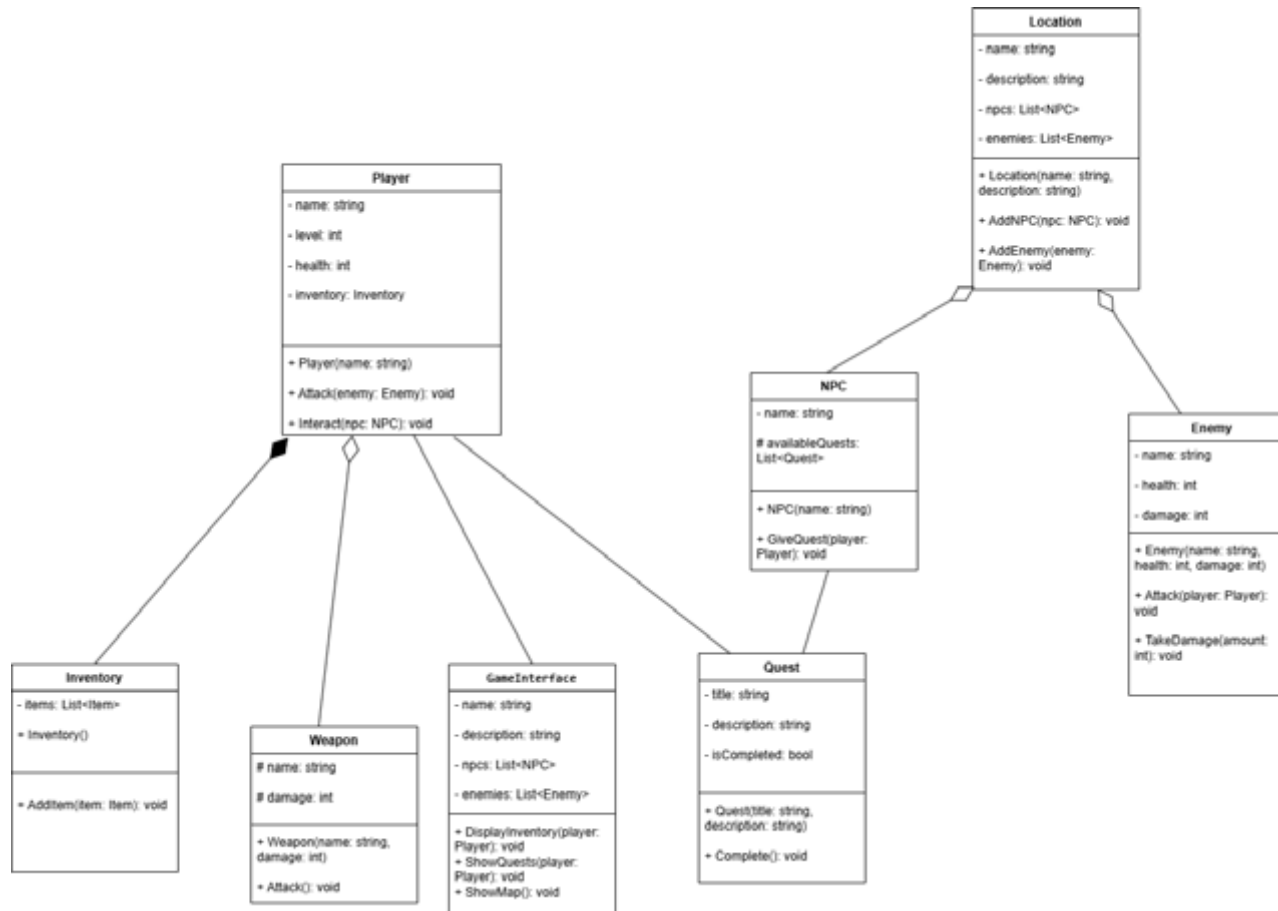 Location
- name: string
- description: string
- npcs: List<NPC>
- enemies: List<Enemy>
+ Location(name: string,
description: string)
+ AddNPC(npc: NPC): void
+ AddEnemy(enemy:
Enemy): void
Player
- name: string
- level: int
- health: int
- inventory: Inventory
+ Player(name: string)
+ Attack(enemy: Enemy): void
+ Interact(npc: NPC): void
NPC
- name: string
# availableQuests:
List<Quest>
+ NPC(name: string)
+ GiveQuest(player:
Player): void
Enemy
- name: string
- health: int
- damage: int
+ Enemy(name: string,
health: int, damage: int)
+ Attack(player: Player):
void
+ TakeDamage(amount:
int): void
Inventory
- items: List<Item>
+ Inventory()
+ AddItem(item: Item): void
Weapon
# name: string
# damage: int
+ Weapon(name: string,
damage: int)
+ Attack(): void
GameInterface
- name: string
- description: string
- npcs: List<NPC>
- enemies: List<Enemy>
+ DisplayInventory(player:
Player): void
+ ShowQuests(player:
Player): void
+ ShowMap(): void
Quest
- title: string
- description: string
- isCompleted: bool
+ Quest(title: string,
description: string)
+ Complete(): void